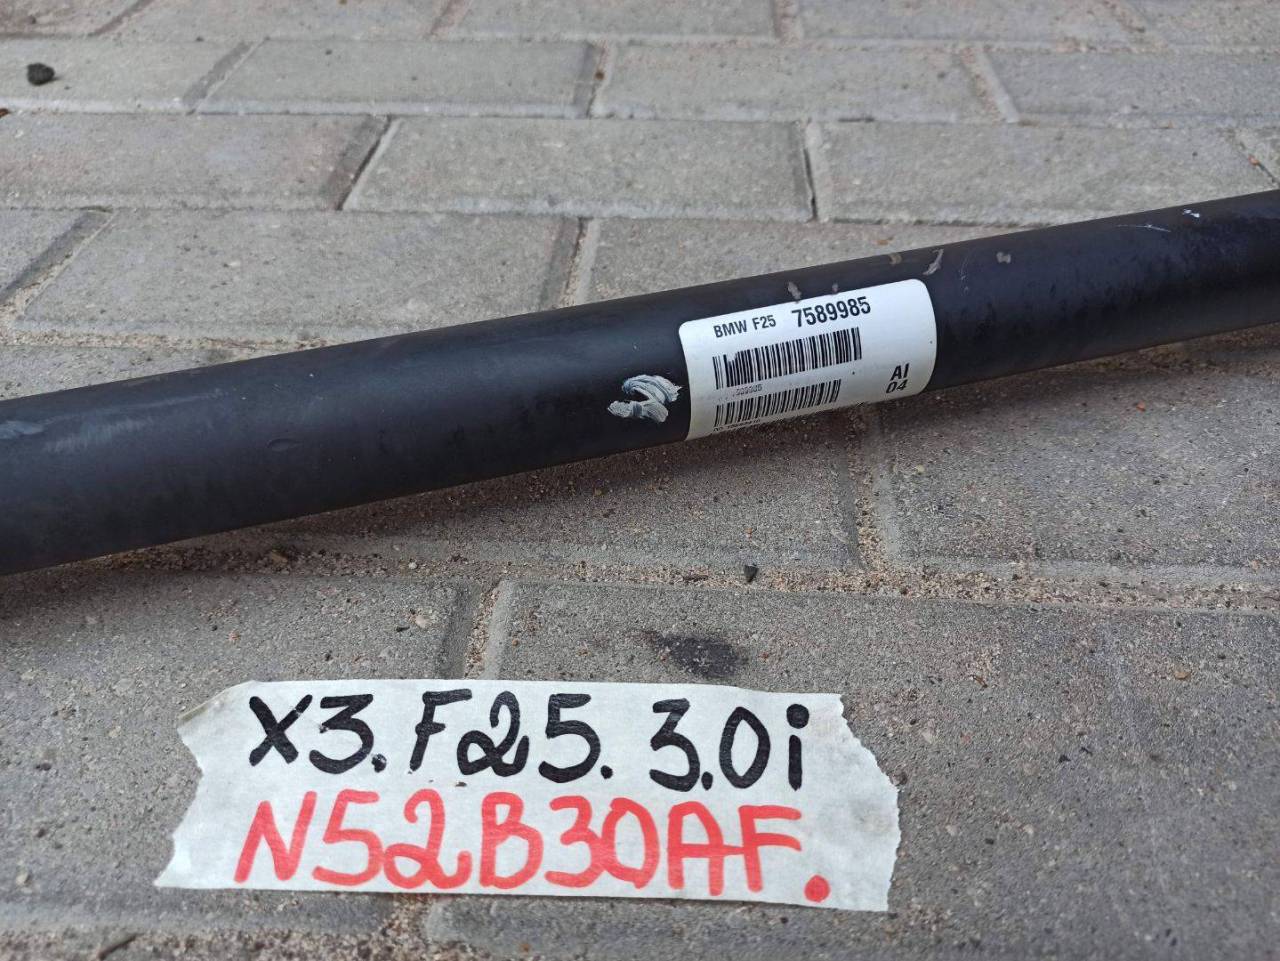 BMW F25 7589985
AI
04
X3.F25.3.0i
N52B30AF.